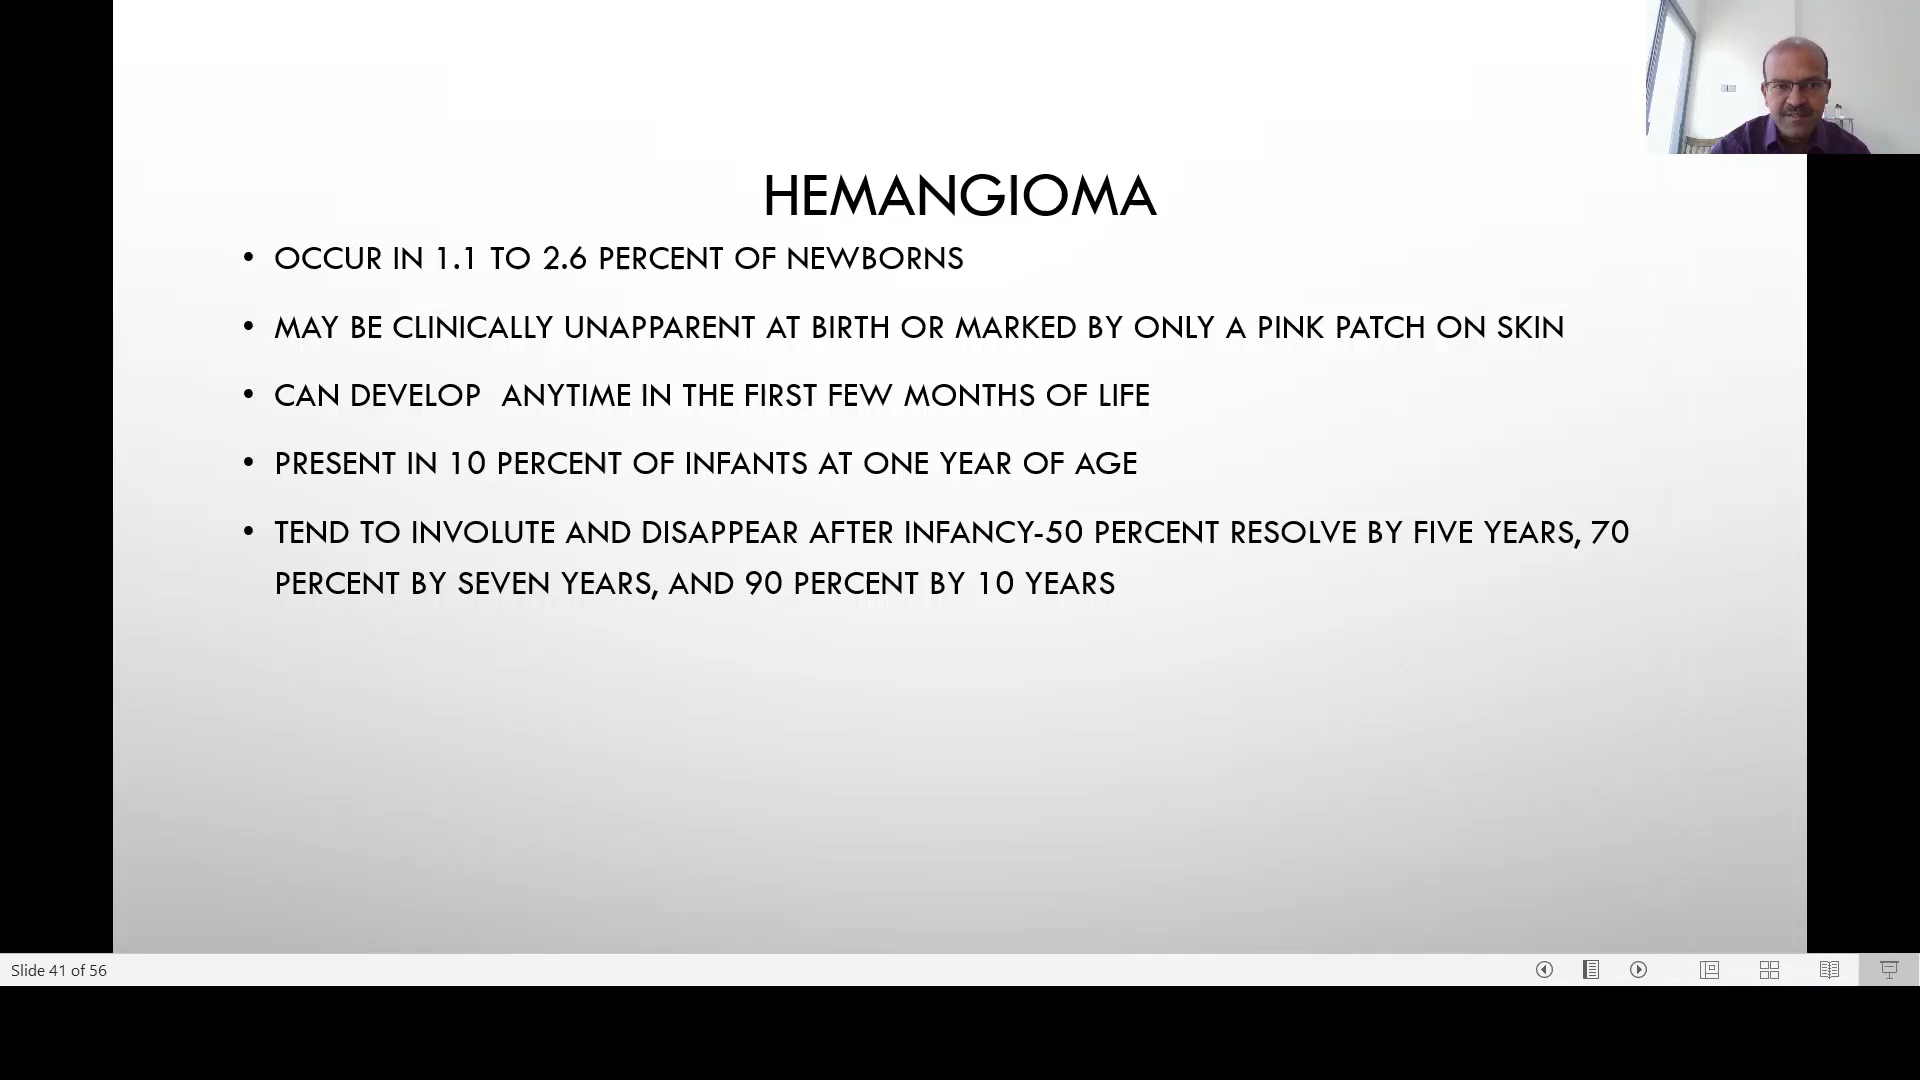 HEMANGIOMA
• OCCUR IN 1.1 TO 2.6 PERCENT OF NEWBORNS
• MAY BE CLINICALLY UNAPPARENT AT BIRTH OR MARKED BY ONLY A PINK PATCH ON SKIN
• CAN DEVELOP  ANYTIME IN THE FIRST FEW MONTHS OF LIFE
• PRESENT IN 10 PERCENT OF INFANTS AT ONE YEAR OF AGE
• TEND TO INVOLUTE AND DISAPPEAR AFTER INFANCY-50 PERCENT RESOLVE BY FIVE YEARS, 70
PERCENT BY SEVEN YEARS, AND 90 PERCENT BY 10 YEARS
Slide 41 of 56